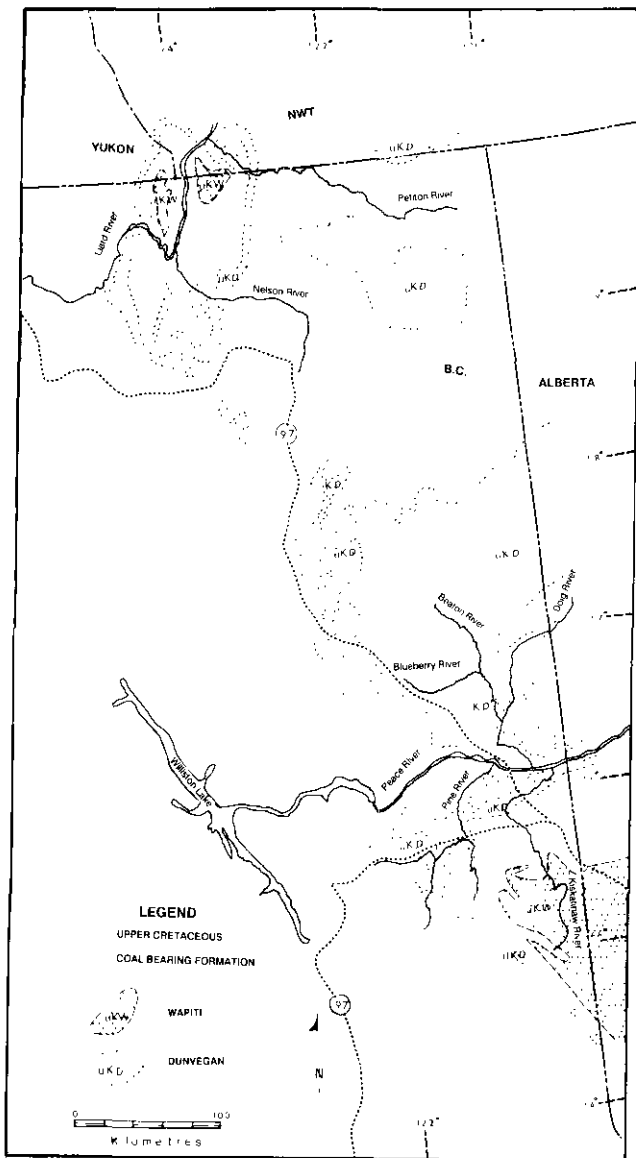 122°
YUKON
NWT
uKD
uKW
uKW
Petitot River
Liard River
uKD
Nelson River
uKD
B.C.
ALBERTA
97
uKD
uKD
uKD
Beaton River
Doig River
Blueberry River
KD
Williston Lake
Peace River
Pine River
uKD
uKD
Kiskatinaw River
uKW
uKD
LEGEND
UPPER CRETACEOUS
COAL BEARING FORMATION
uKW
WAPITI
uKD
DUNVEGAN
97
N
0 100
Kilometres
122°